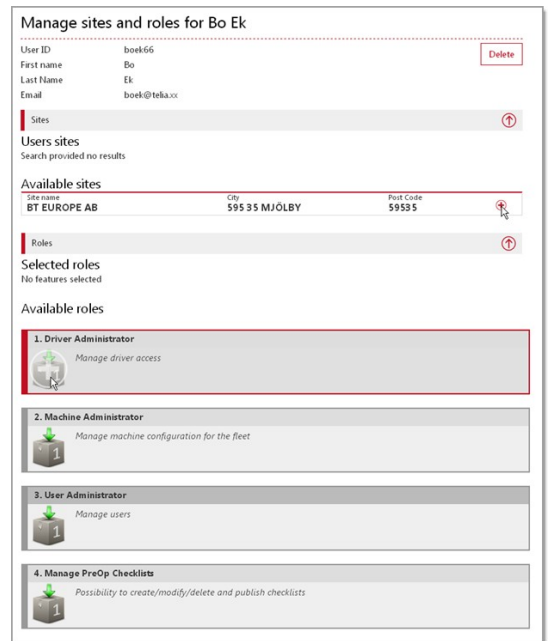 Manage sites and roles for Bo Ek
User ID boek66
Delete
First name Bo
Last Name Ek
Email boek@telia.xx
Sites
Users sites
Search provided no results
Available sites
Site name City Post Code
BT EUROPE AB 595 35 MJÖLBY 59535
Roles
Selected roles
No features selected
Available roles
1. Driver Administrator
Manage driver access
2. Machine Administrator
Manage machine configuration for the fleet
1
3. User Administrator
Manage users
1
4. Manage PreOp Checklists
Possibility to create/modify/delete and publish checklists
1